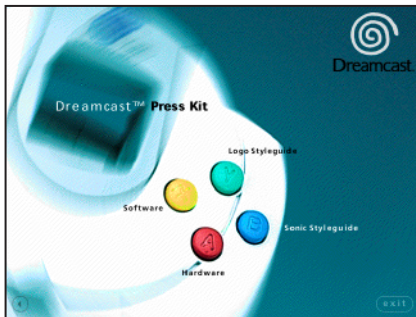 Dreamcast
Dreamcast™ Press Kit
Logo Styleguide
Y
X
Software
B
Sonic Styleguide
A
Hardware
exit